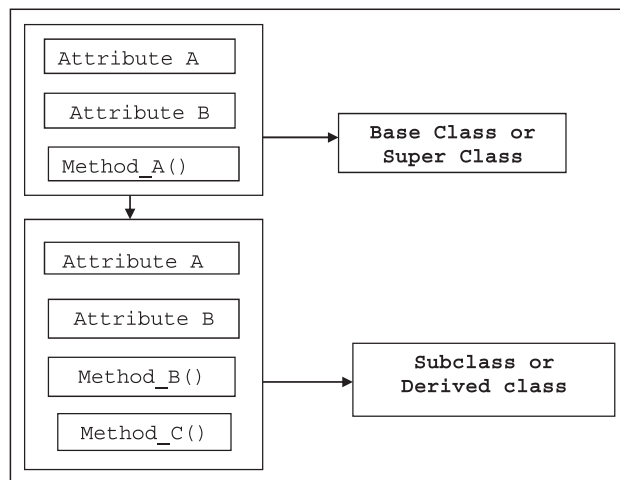 Attribute A
Attribute B
Method_A()
Base Class or
Super Class
Attribute A
Attribute B
Method_B()
Method_C()
Subclass or
Derived class